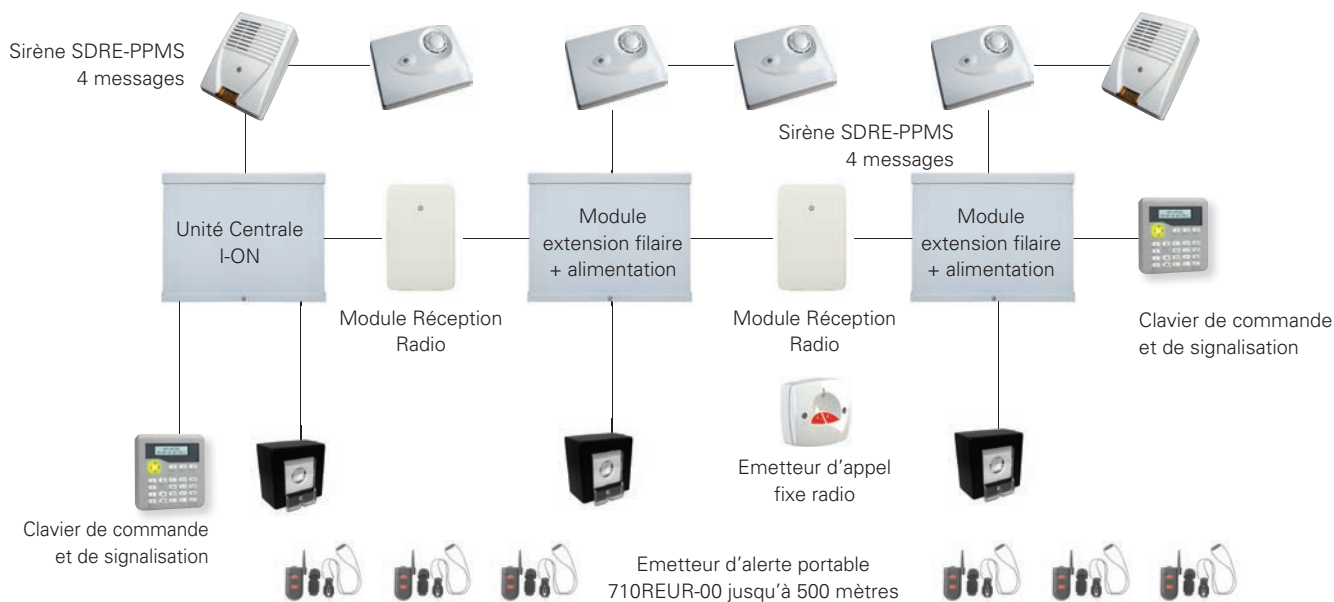 Sirène SDRE-PPMS
4 messages
Sirène SDRE-PPMS
4 messages
Unité Centrale
I-ON
Module
extension filaire
+ alimentation
Module
extension filaire
+ alimentation
Module Réception
Radio
Module Réception
Radio
Clavier de commande
et de signalisation
Emetteur d'appel
fixe radio
Clavier de commande
et de signalisation
Emetteur d'alerte portable
710REUR-00 jusqu'à 500 mètres